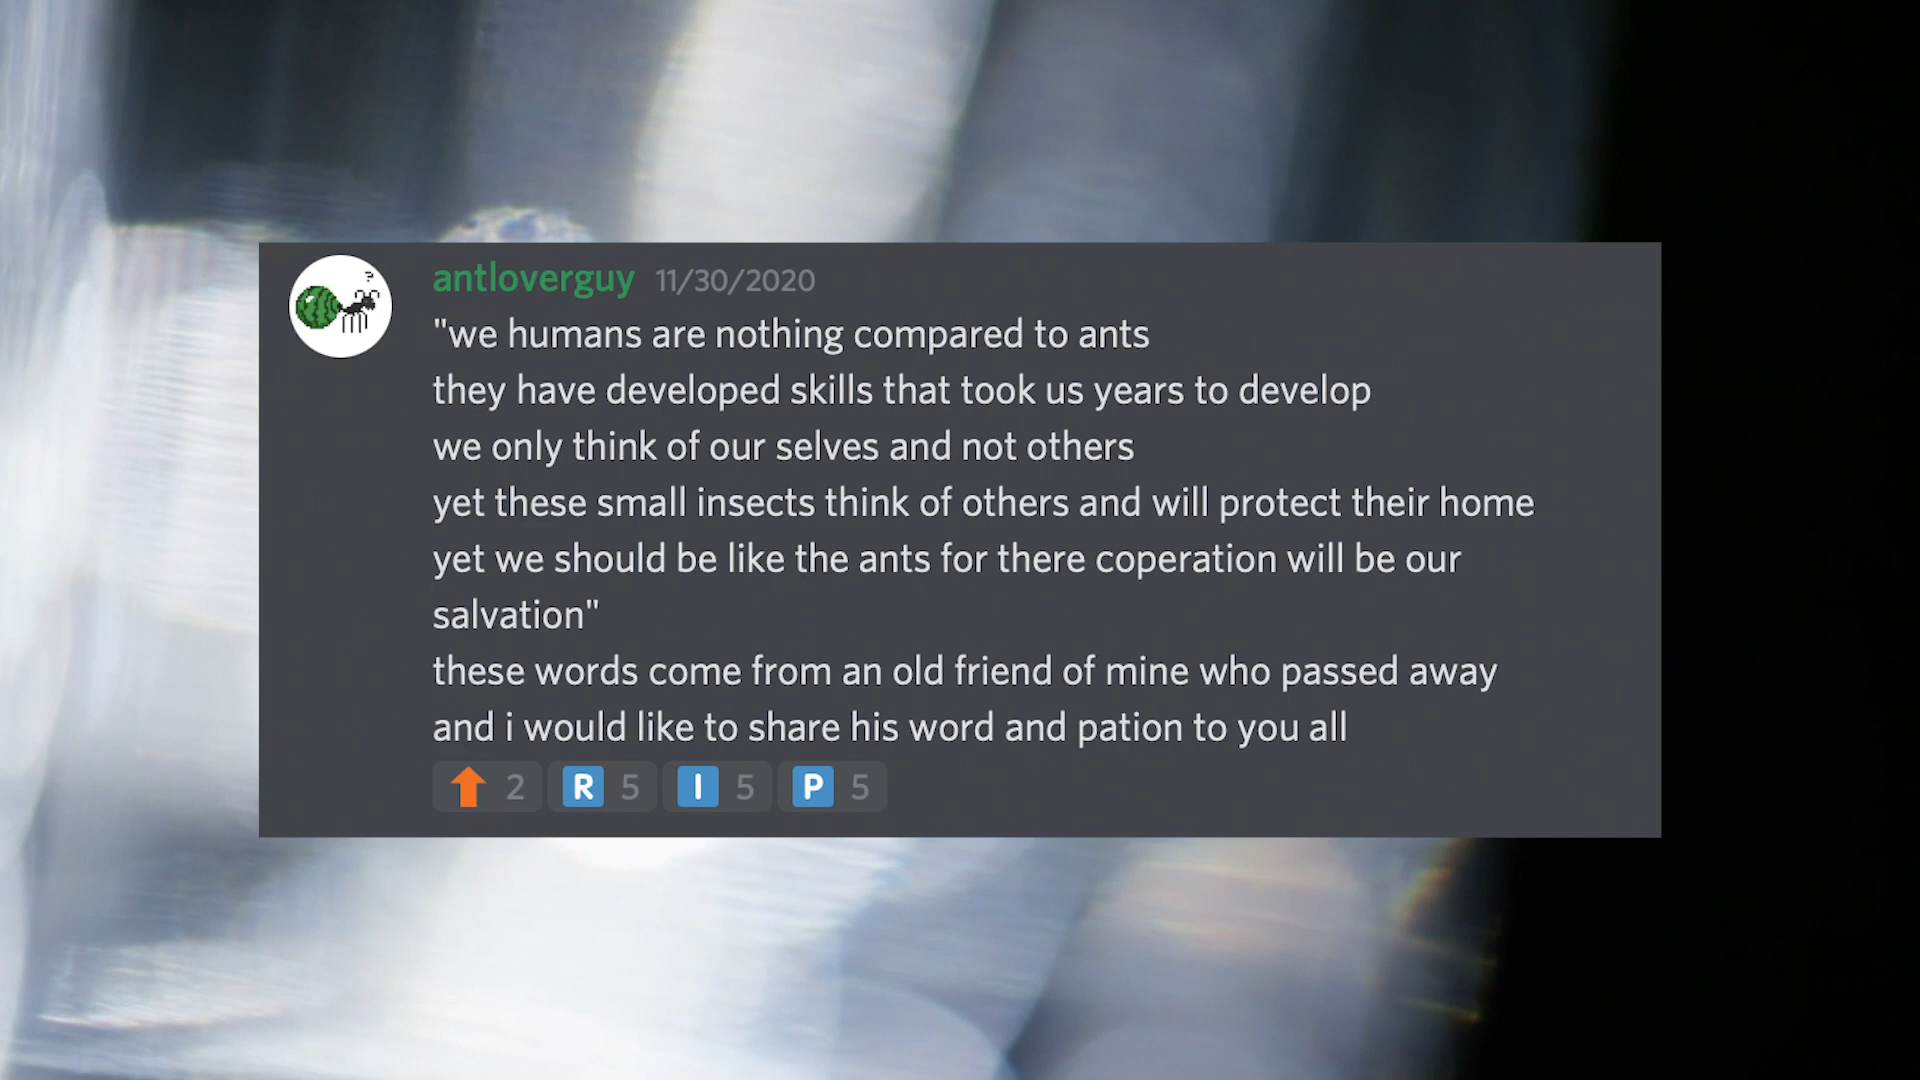 antloverguy 11/30/2020
"we humans are nothing compared to ants
they have developed skills that took us years to develop
we only think of our selves and not others
yet these small insects think of others and will protect their home
yet we should be like the ants for there coperation will be our
salvation"
these words come from an old friend of mine who passed away
and i would like to share his word and pation to you all
2 R 5 I 5 P 5